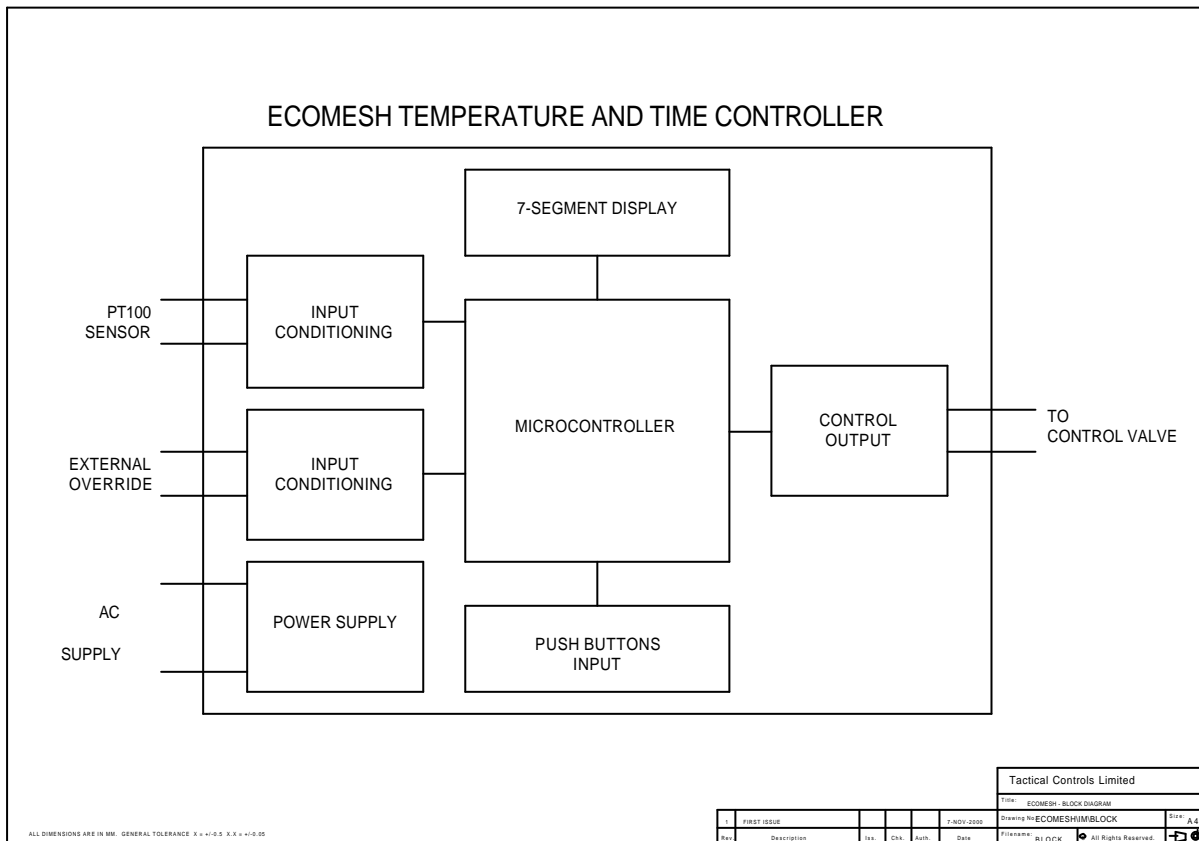 ECOMESH TEMPERATURE AND TIME CONTROLLER
7-SEGMENT DISPLAY
PT100
SENSOR
INPUT
CONDITIONING
EXTERNAL
OVERRIDE
INPUT
CONDITIONING
MICROCONTROLLER
CONTROL
OUTPUT
TO
CONTROL VALVE
AC
SUPPLY
POWER SUPPLY
PUSH BUTTONS
INPUT
ALL DIMENSIONS ARE IN MM. GENERAL TOLERANCE X = +/-0.5 X.X = +/-0.05
Tactical Controls Limited
Title: ECOMESH - BLOCK DIAGRAM
Drawing No ECOMESH\IM\BLOCK
Size: A4
Filename: BLOCK
All Rights Reserved.
1 FIRST ISSUE 7-NOV-2000
Rev. Description Iss. Chk. Auth. Date